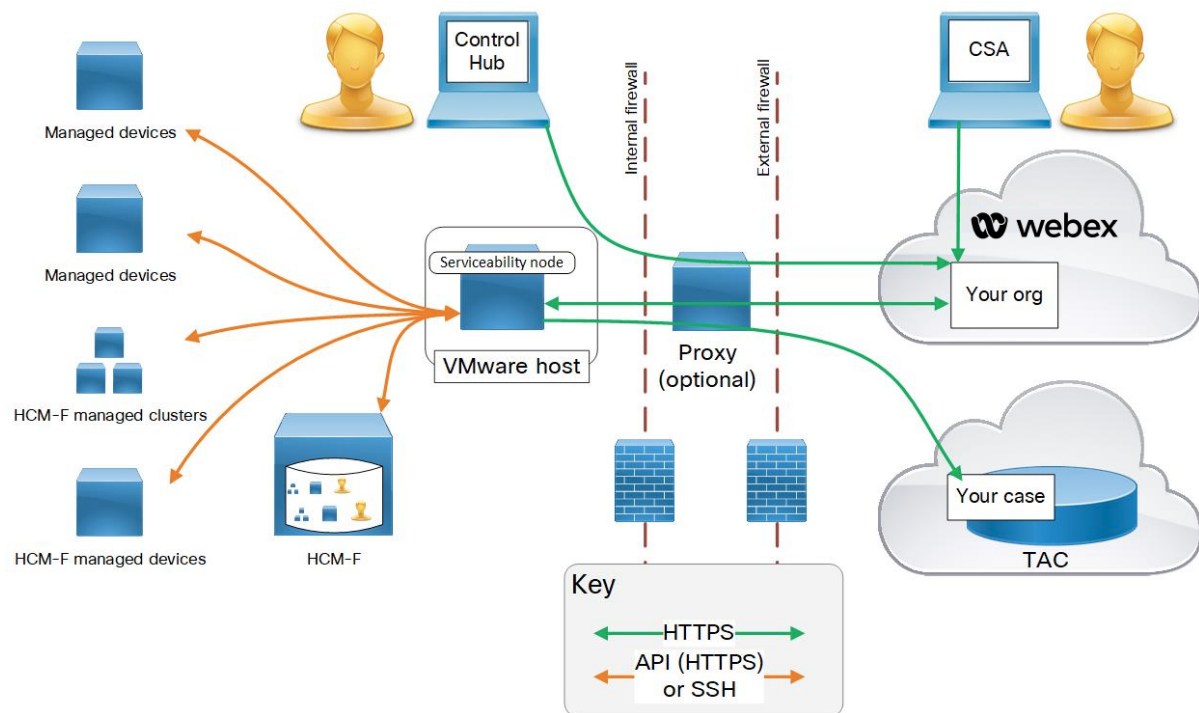 Control
Hub
CSA
Managed devices
Internal firewall
External firewall
webex
Managed devices
Serviceability node
Your org
VMware host
Proxy
(optional)
HCM-F managed clusters
Your case
HCM-F managed devices
HCM-F
TAC
Key
HTTPS
API (HTTPS)
or SSH